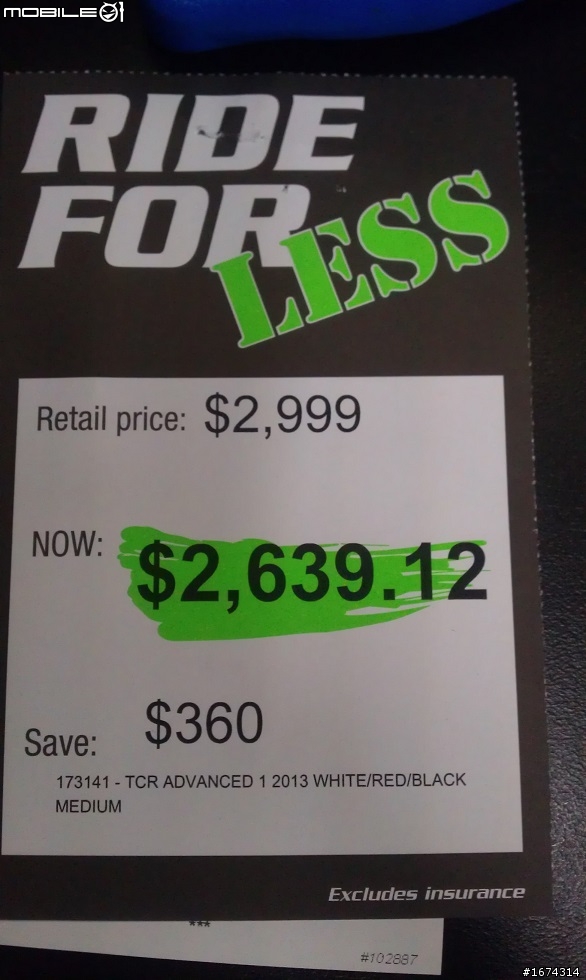 MOBILE01
RIDE
FOR
LESS
Retail price: $2,999
NOW: $2,639.12
Save: $360
173141 - TCR ADVANCED 1 2013 WHITE/RED/BLACK
MEDIUM
Excludes insurance
***
#102887
#1674314